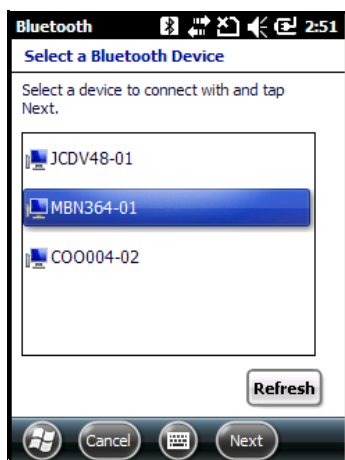 Bluetooth 2:51
Select a Bluetooth Device
Select a device to connect with and tap
Next.
JCDV48-01
MBN364-01
COO004-02
Refresh
Cancel Next